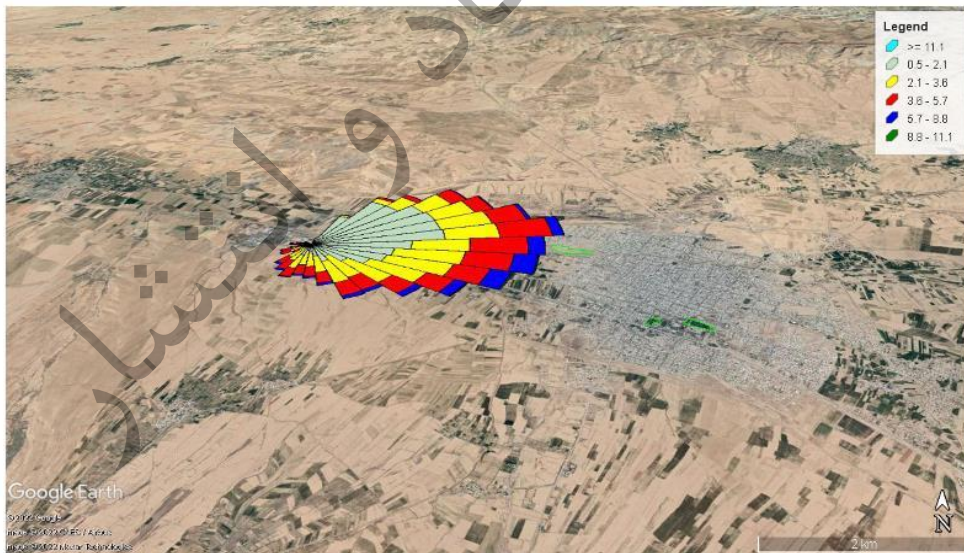 Legend
>= 11.1
0.5 - 2.1
2.1 - 3.6
3.6 - 5.7
5.7 - 8.8
8.8 - 11.1
Google Earth
N
2 km